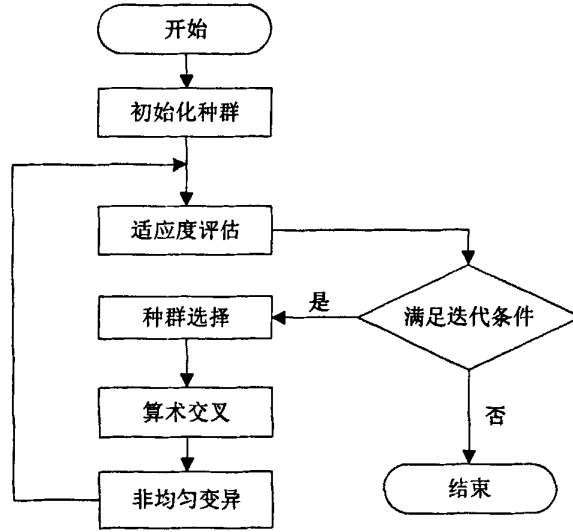 开始
初始化种群
适应度评估
满足迭代条件
是
种群选择
算术交叉
否
非均匀变异
结束